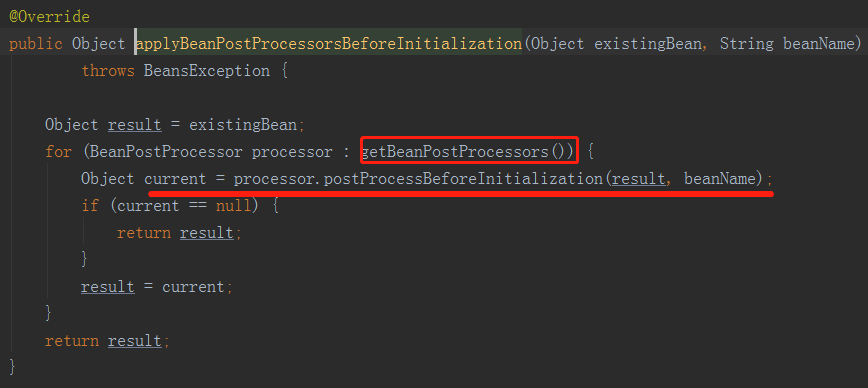 @Override
public Object applyBeanPostProcessorsBeforeInitialization(Object existingBean, String beanName)
throws BeansException {
Object result = existingBean;
for (BeanPostProcessor processor : getBeanPostProcessors()) {
Object current = processor.postProcessBeforeInitialization(result, beanName);
if (current == null) {
return result;
}
result = current;
}
return result;
}